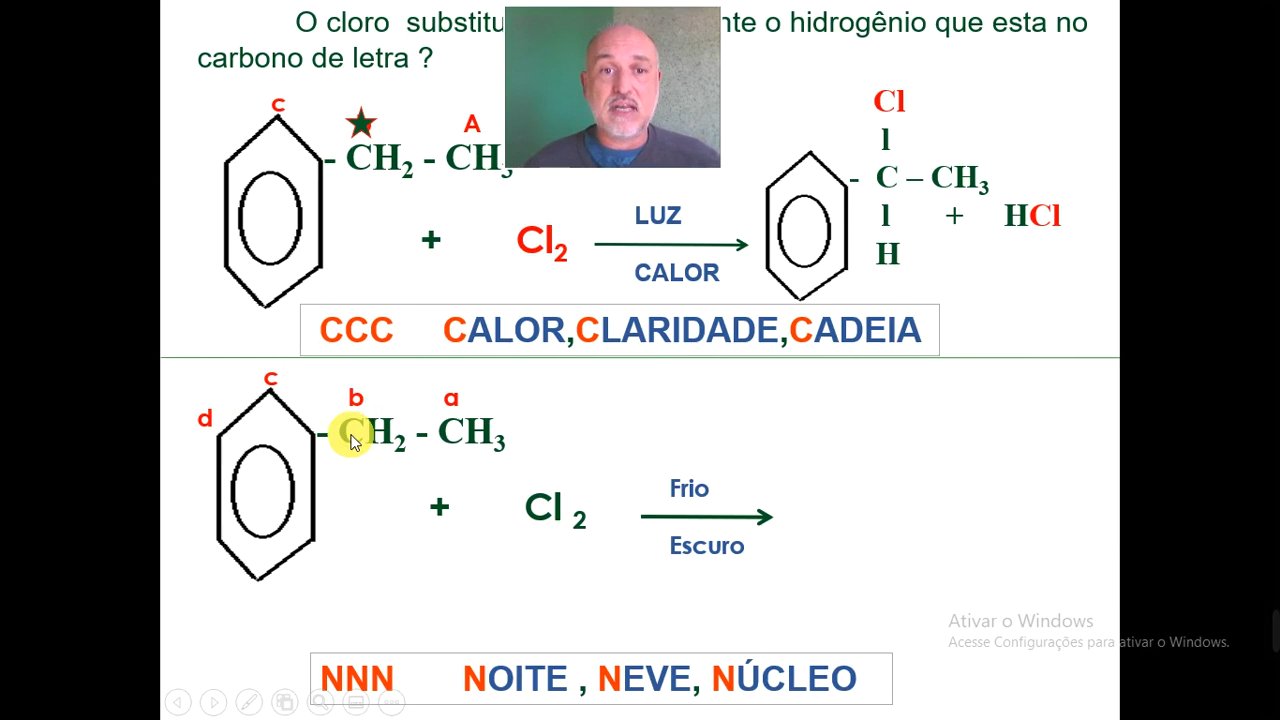 O cloro substitu nte o hidrogênio que esta no
carbono de letra ?
c
A
- CH2 - CH3
+ Cl2
LUZ
CALOR
Cl
l
- C – CH3
l + HCl
H
CCC CALOR,CLARIDADE,CADEIA
c
d
b a
- CH2 - CH3
+ Cl 2
Frio
Escuro
Ativar o Windows
Acesse Configurações para ativar o Windows.
NNN NOITE , NEVE, NÚCLEO